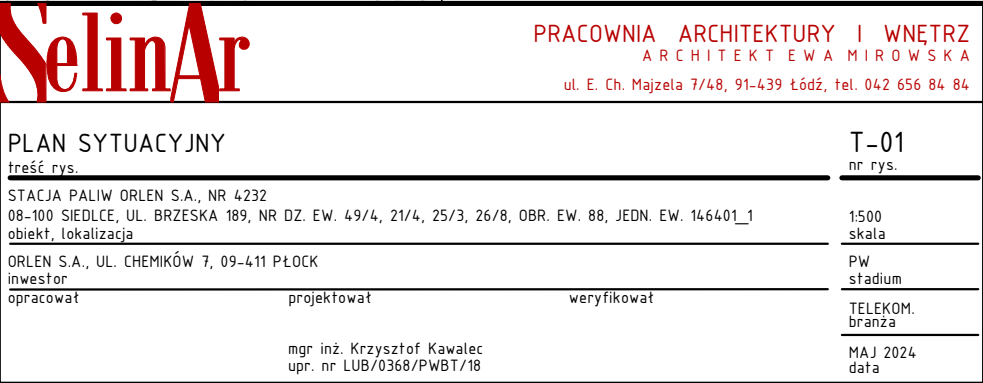 SelinAr
PRACOWNIA ARCHITEKTURY I WNĘTRZ
ARCHITEKT EWA MIROWSKA
ul. E. Ch. Majzela 7/48, 91-439 Łódź, tel. 042 656 84 84
PLAN SYTUACYJNY
treść rys.
T-01
nr rys.
STACJA PALIW ORLEN S.A., NR 4232
08-100 SIEDLCE, UL. BRZESKA 189, NR DZ. EW. 49/4, 21/4, 25/3, 26/8, OBR. EW. 88, JEDN. EW. 146401_1
obiekt, lokalizacja
1:500
skala
ORLEN S.A., UL. CHEMIKÓW 7, 09-411 PŁOCK
inwestor
PW
stadium
opracował
projektował
weryfikował
TELEKOM.
branża
mgr inż. Krzysztof Kawalec
upr. nr LUB/0368/PWBT/18
MAJ 2024
data